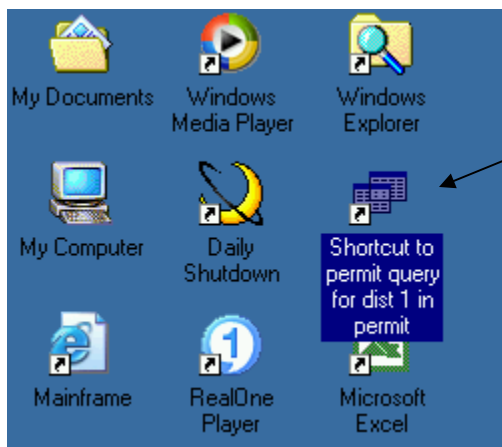 My Documents
Windows
Media Player
Windows
Explorer
My Computer
Daily
Shutdown
Shortcut to
permit query
for dist 1 in
permit
Mainframe
RealOne
Player
Microsoft
Excel